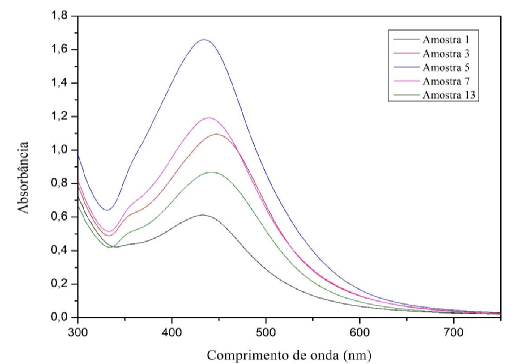 1,8
1,6
1,4
1,2
1,0
0,8
0,6
0,4
0,2
0,0
300
400
500
600
700
Absorbância
Comprimento de onda (nm)
Amostra 1
Amostra 3
Amostra 5
Amostra 7
Amostra 13